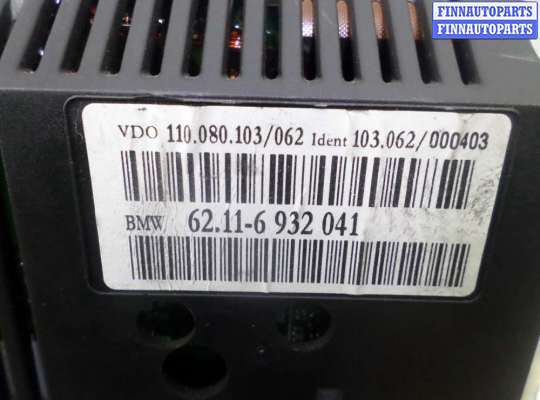 FINNAUTOPARTS
FINNAUTOPARTS
VDO 110.080.103/062 Ident 103.062/000403
BMW 62.11-6 932 041